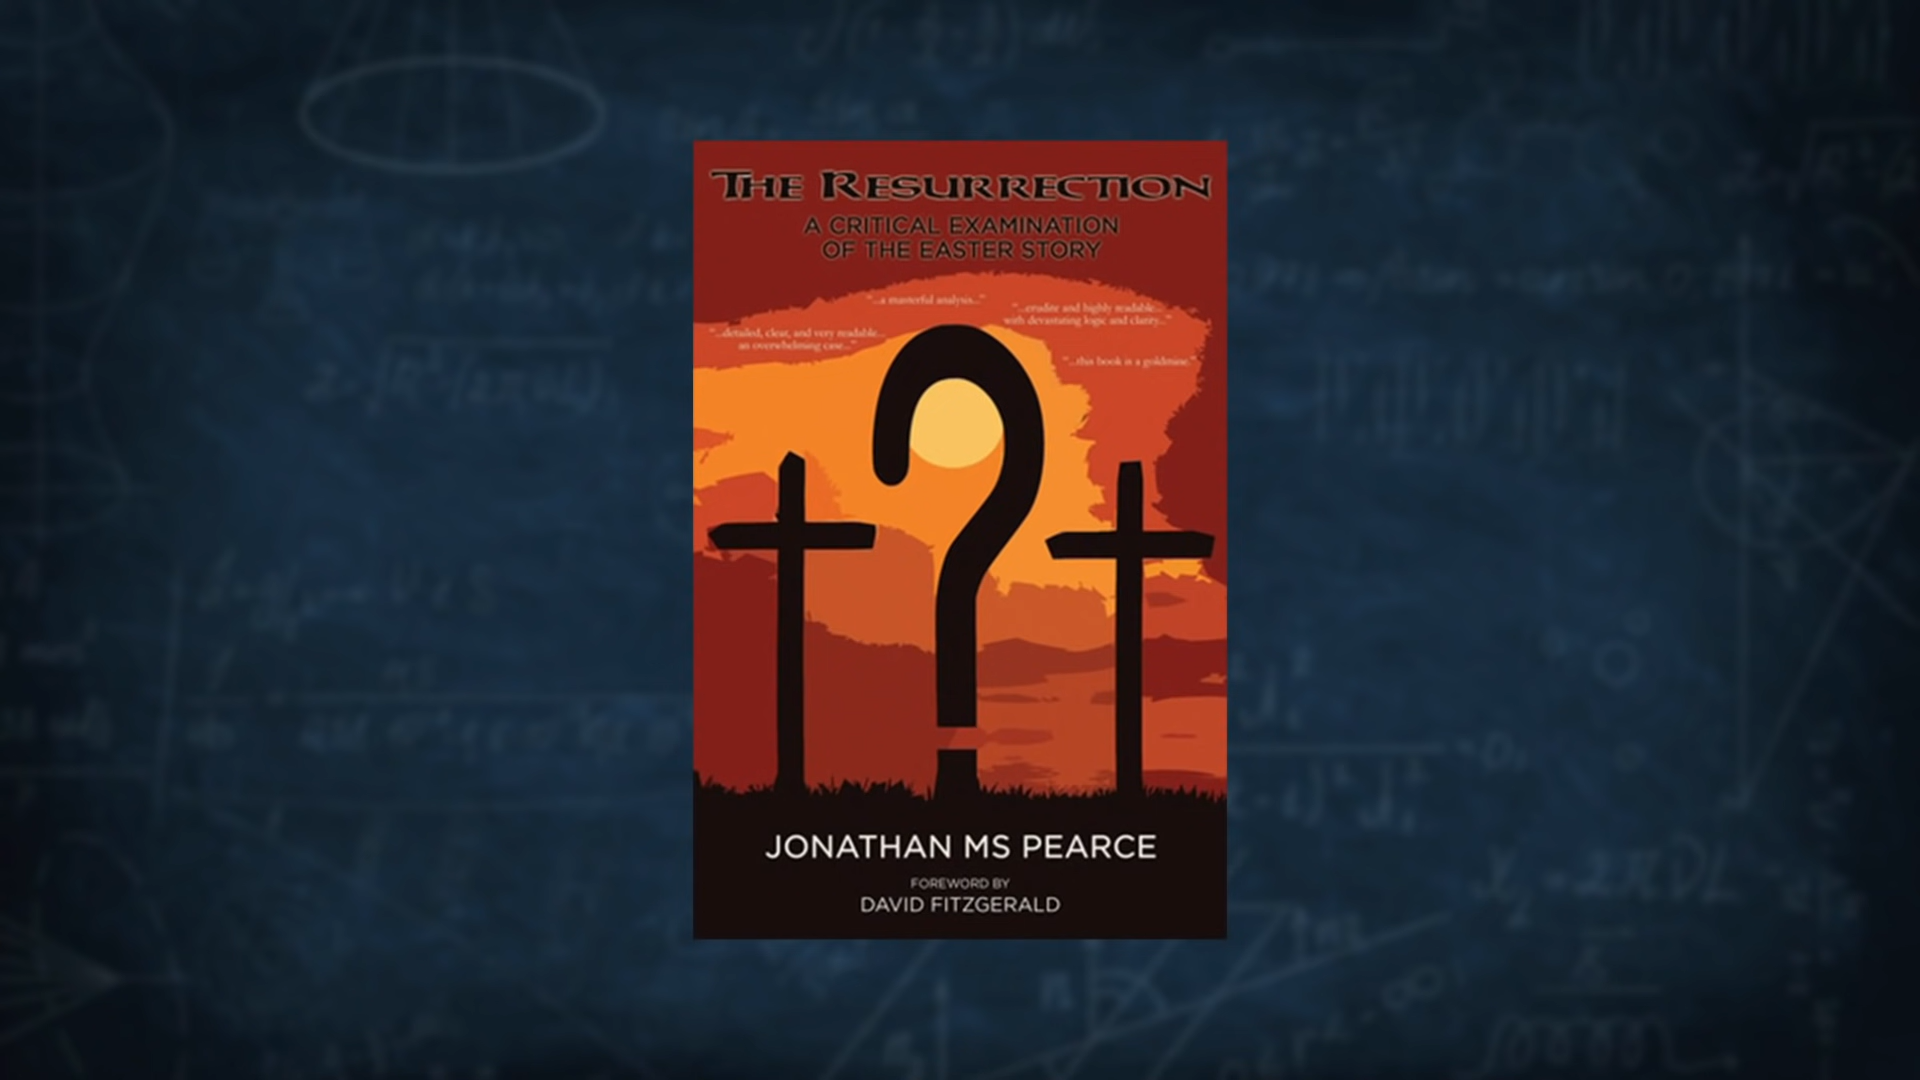 THE RESURRECTION
A CRITICAL EXAMINATION
OF THE EASTER STORY
"...a masterful analysis..."
"...erudite and highly readable...
with devastating logic and clarity..."
"...detailed, clear, and very readable...
an overwhelming case..."
"...this book is a goldmine."
JONATHAN MS PEARCE
FOREWORD BY
DAVID FITZGERALD